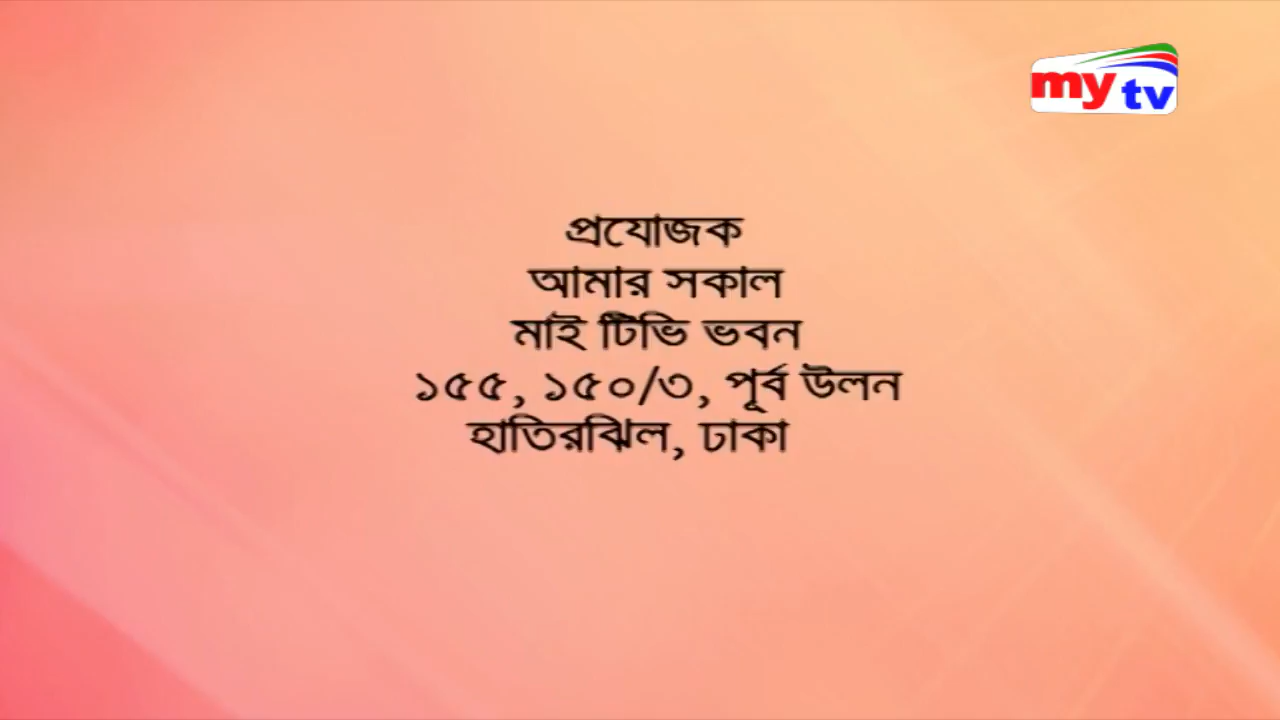 my tv
প্রযোজক
আমার সকাল
মাই টিভি ভবন
১৫৫, ১৫০/৩, পূর্ব উলন
হাতিরঝিল, ঢাকা